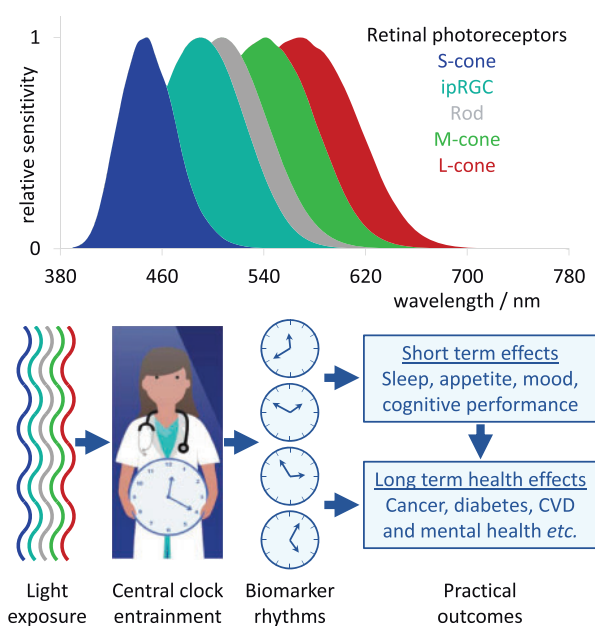 1
Retinal photoreceptors
S-cone
ipRGC
Rod
M-cone
L-cone
relative sensitivity
0
380 460 540 620 700 780
wavelength / nm
Short term effects
Sleep, appetite, mood,
cognitive performance
12
Long term health effects
Cancer, diabetes, CVD
and mental health etc.
Light
exposure
Central clock
entrainment
Biomarker
rhythms
Practical
outcomes